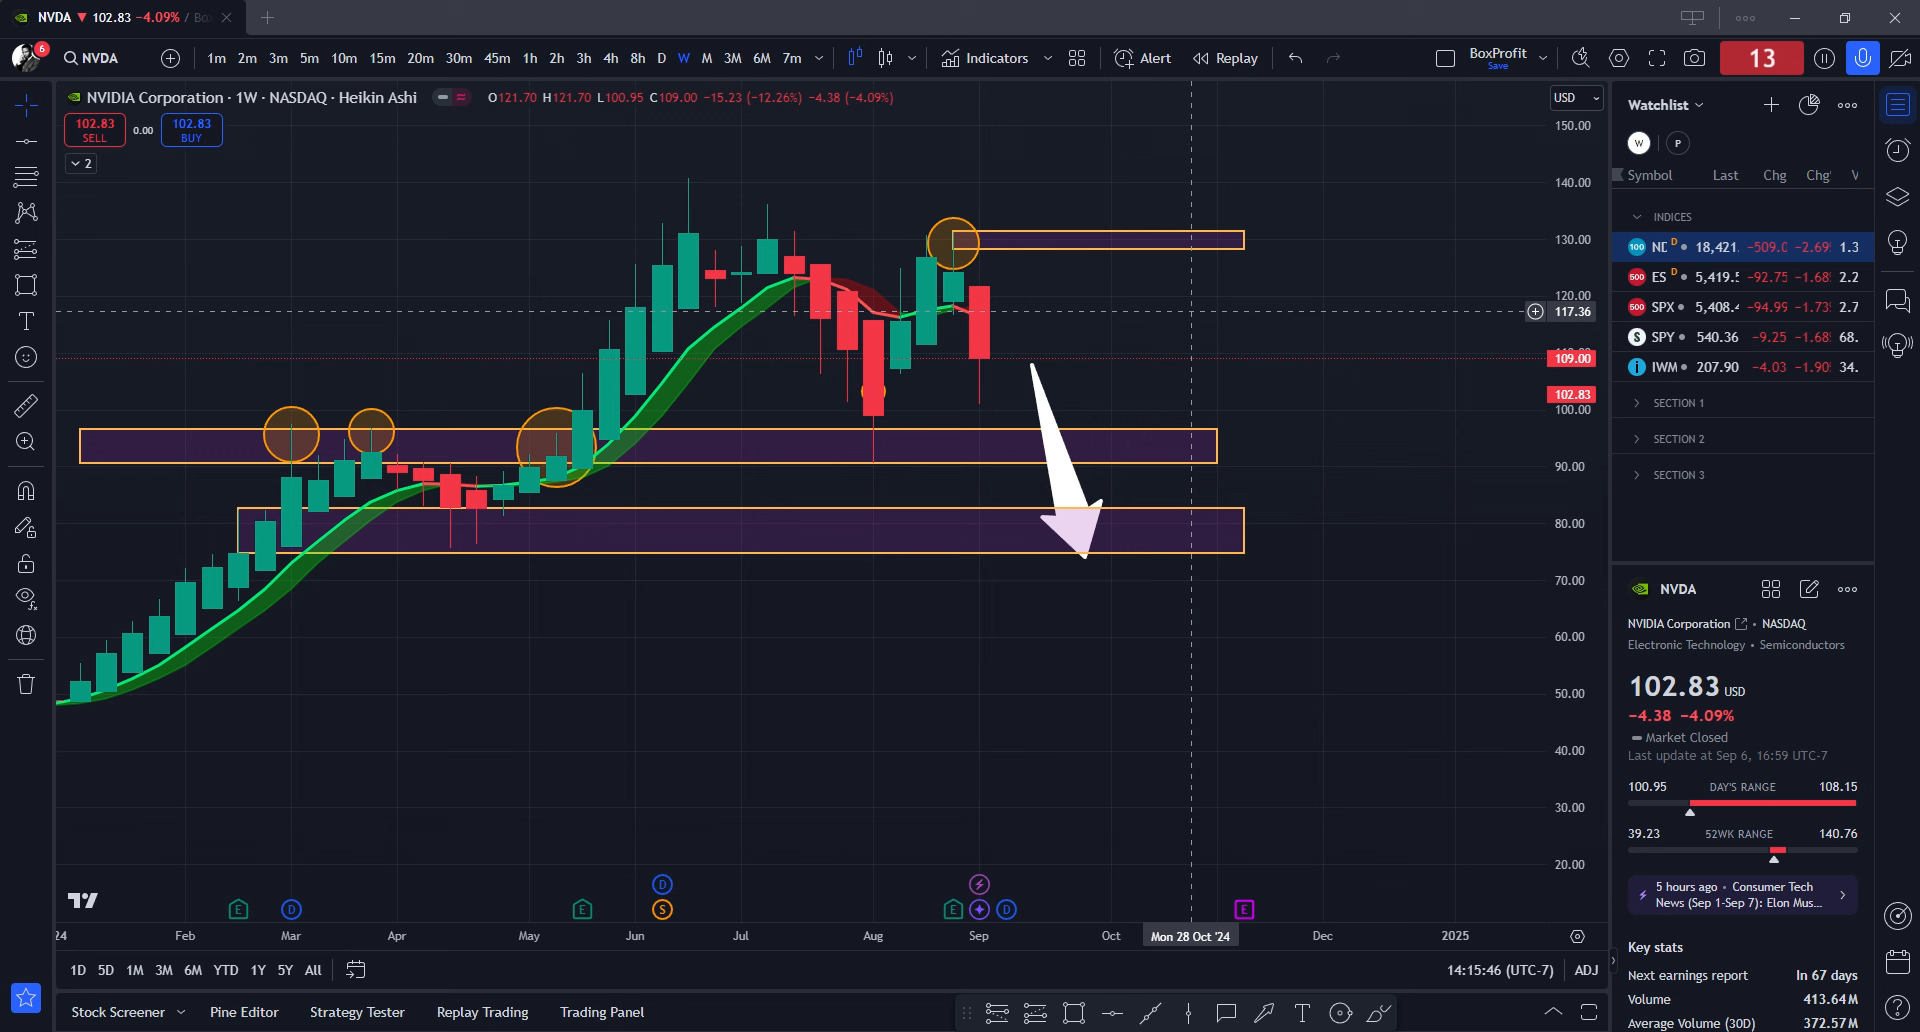 NVDA ▼ 102.83 −4.09% / Bo
6
NVDA
1m 2m 3m 5m 10m 15m 20m 30m 45m 1h 2h 3h 4h 8h D W M 3M 6M 7m
Indicators
Alert
Replay
BoxProfit
Save
13
NVIDIA Corporation · 1W · NASDAQ · Heikin Ashi
O121.70 H121.70 L100.95 C109.00 −15.23 (−12.26%) −4.38 (−4.09%)
102.83
SELL
0.00
102.83
BUY
2
USD
150.00
140.00
130.00
120.00
117.36
109.00
102.83
100.00
90.00
80.00
70.00
60.00
50.00
40.00
30.00
20.00
D
E D E S E D E
24 Feb Mar Apr May Jun Jul Aug Sep Oct Mon 28 Oct '24 Dec 2025
1D 5D 1M 3M 6M YTD 1Y 5Y All
14:15:46 (UTC-7) ADJ
Stock Screener Pine Editor Strategy Tester Replay Trading Trading Panel
Watchlist
W P
Symbol Last Chg Chg
INDICES
100 D 18,421. −2.69 1.3
500 ES D 5,419. −92.75 −1.68 2.2
500 SPX 5,408. −94.99 −1.73 2.7
S SPY 540.36 −9.25 −1.68 68.
i IWM 207.90 −4.03 −1.90 34.
SECTION 1
SECTION 2
SECTION 3
NVDA
NVIDIA Corporation • NASDAQ
Electronic Technology • Semiconductors
102.83 USD
−4.38 −4.09%
Market Closed
Last update at Sep 6, 16:59 UTC-7
100.95 DAY'S RANGE 108.15
39.23 52WK RANGE 140.76
5 hours ago • Consumer Tech
News (Sep 1-Sep 7): Elon Mus...
Key stats
Next earnings report In 67 days
Volume 413.64M
Average Volume (30D) 372.57M